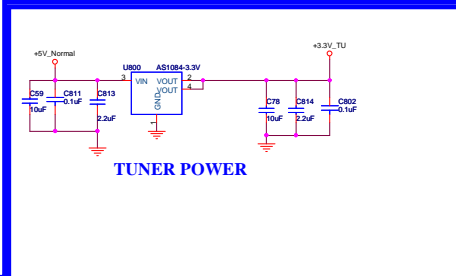 +5V_Normal
+3.3V_TU
U800 AS1084-3.3V
3 VIN VOUT 2
VOUT 4
GND
1
C59
10uF
C811
0.1uF
C813
2.2uF
C78
10uF
C814
2.2uF
C802
0.1uF
TUNER POWER